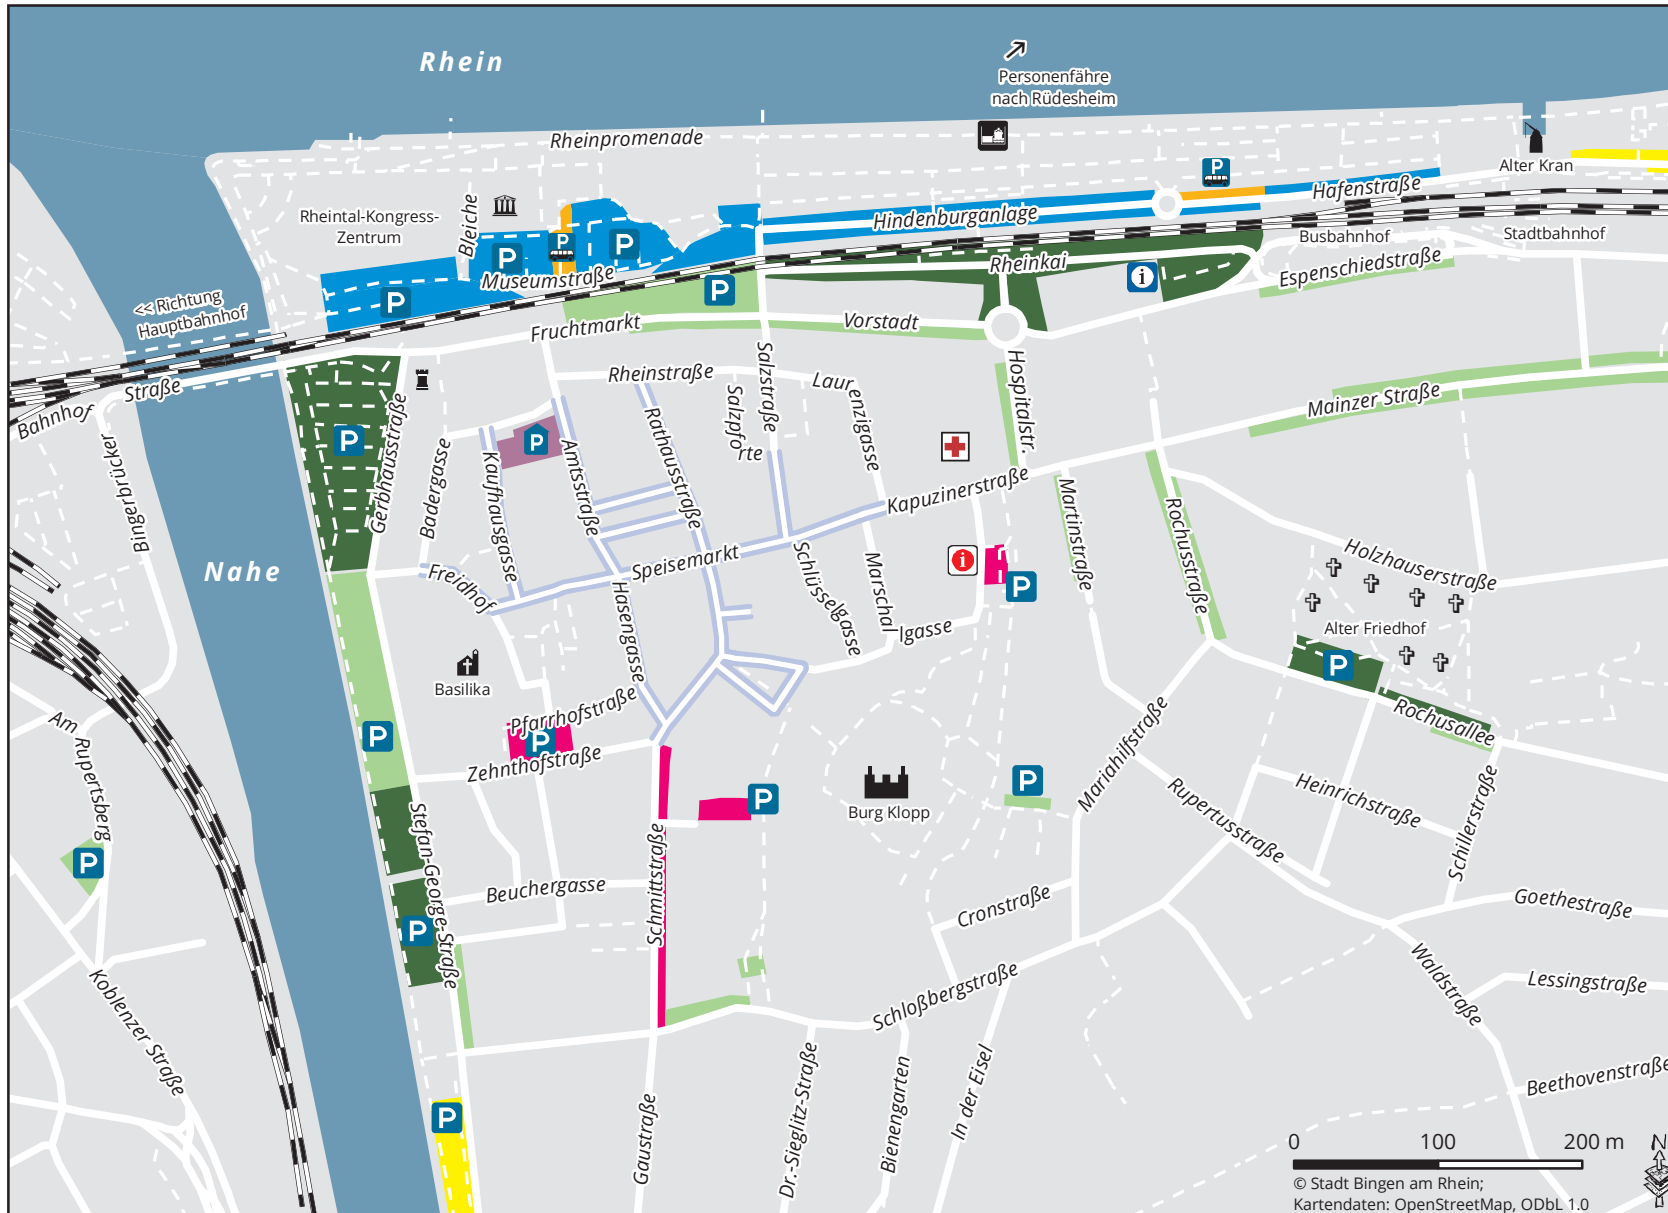 Rhein
Personenfähre
nach Rüdesheim
Rheinpromenade
P
Alter Kran
Hafenstraße
Bleiche
Rheintal-Kongress-
Zentrum
Hindenburganlage
Busbahnhof
Stadtbahnhof
P
P
P
Museumstraße
Rheinkai
i
Espenschiedstraße
P
P
<< Richtung
Hauptbahnhof
Fruchtmarkt
Vorstadt
Bahnhof Straße
Rheinstraße
Salzstraße
Salzpforte
Laurenzigasse
Hospitalstr.
Mainzer Straße
Bingerbrücker
P
Gerbhausstraße
Badergasse
Kaufhausgasse
P
Amtsstraße
Rathausstraße
Kapuzinerstraße
Martinstraße
Rochusstraße
Holzhauserstraße
Nahe
Freidhof
Speisemarkt
Schlüsselgasse
Marschallgasse
i
P
Alter Friedhof
P
Hasengasse
Basilika
Pfarrhofstraße
P
Zehnthofstraße
P
Rochusallee
Am Rupertsberg
P
P
Burg Klopp
P
Mariahilfstraße
Rupertusstraße
Heinrichstraße
Schillerstraße
Stefan-George-Straße
P
Beuchergasse
Schmittstraße
Cronstraße
Goethestraße
Waldstraße
Lessingstraße
Koblenzer Straße
Schloßbergstraße
Beethovenstraße
P
Gaustraße
Dr.-Sieglitz-Straße
Bienengarten
In der Eisel
0 100 200 m
N
© Stadt Bingen am Rhein;
Kartendaten: OpenStreetMap, ODbL 1.0